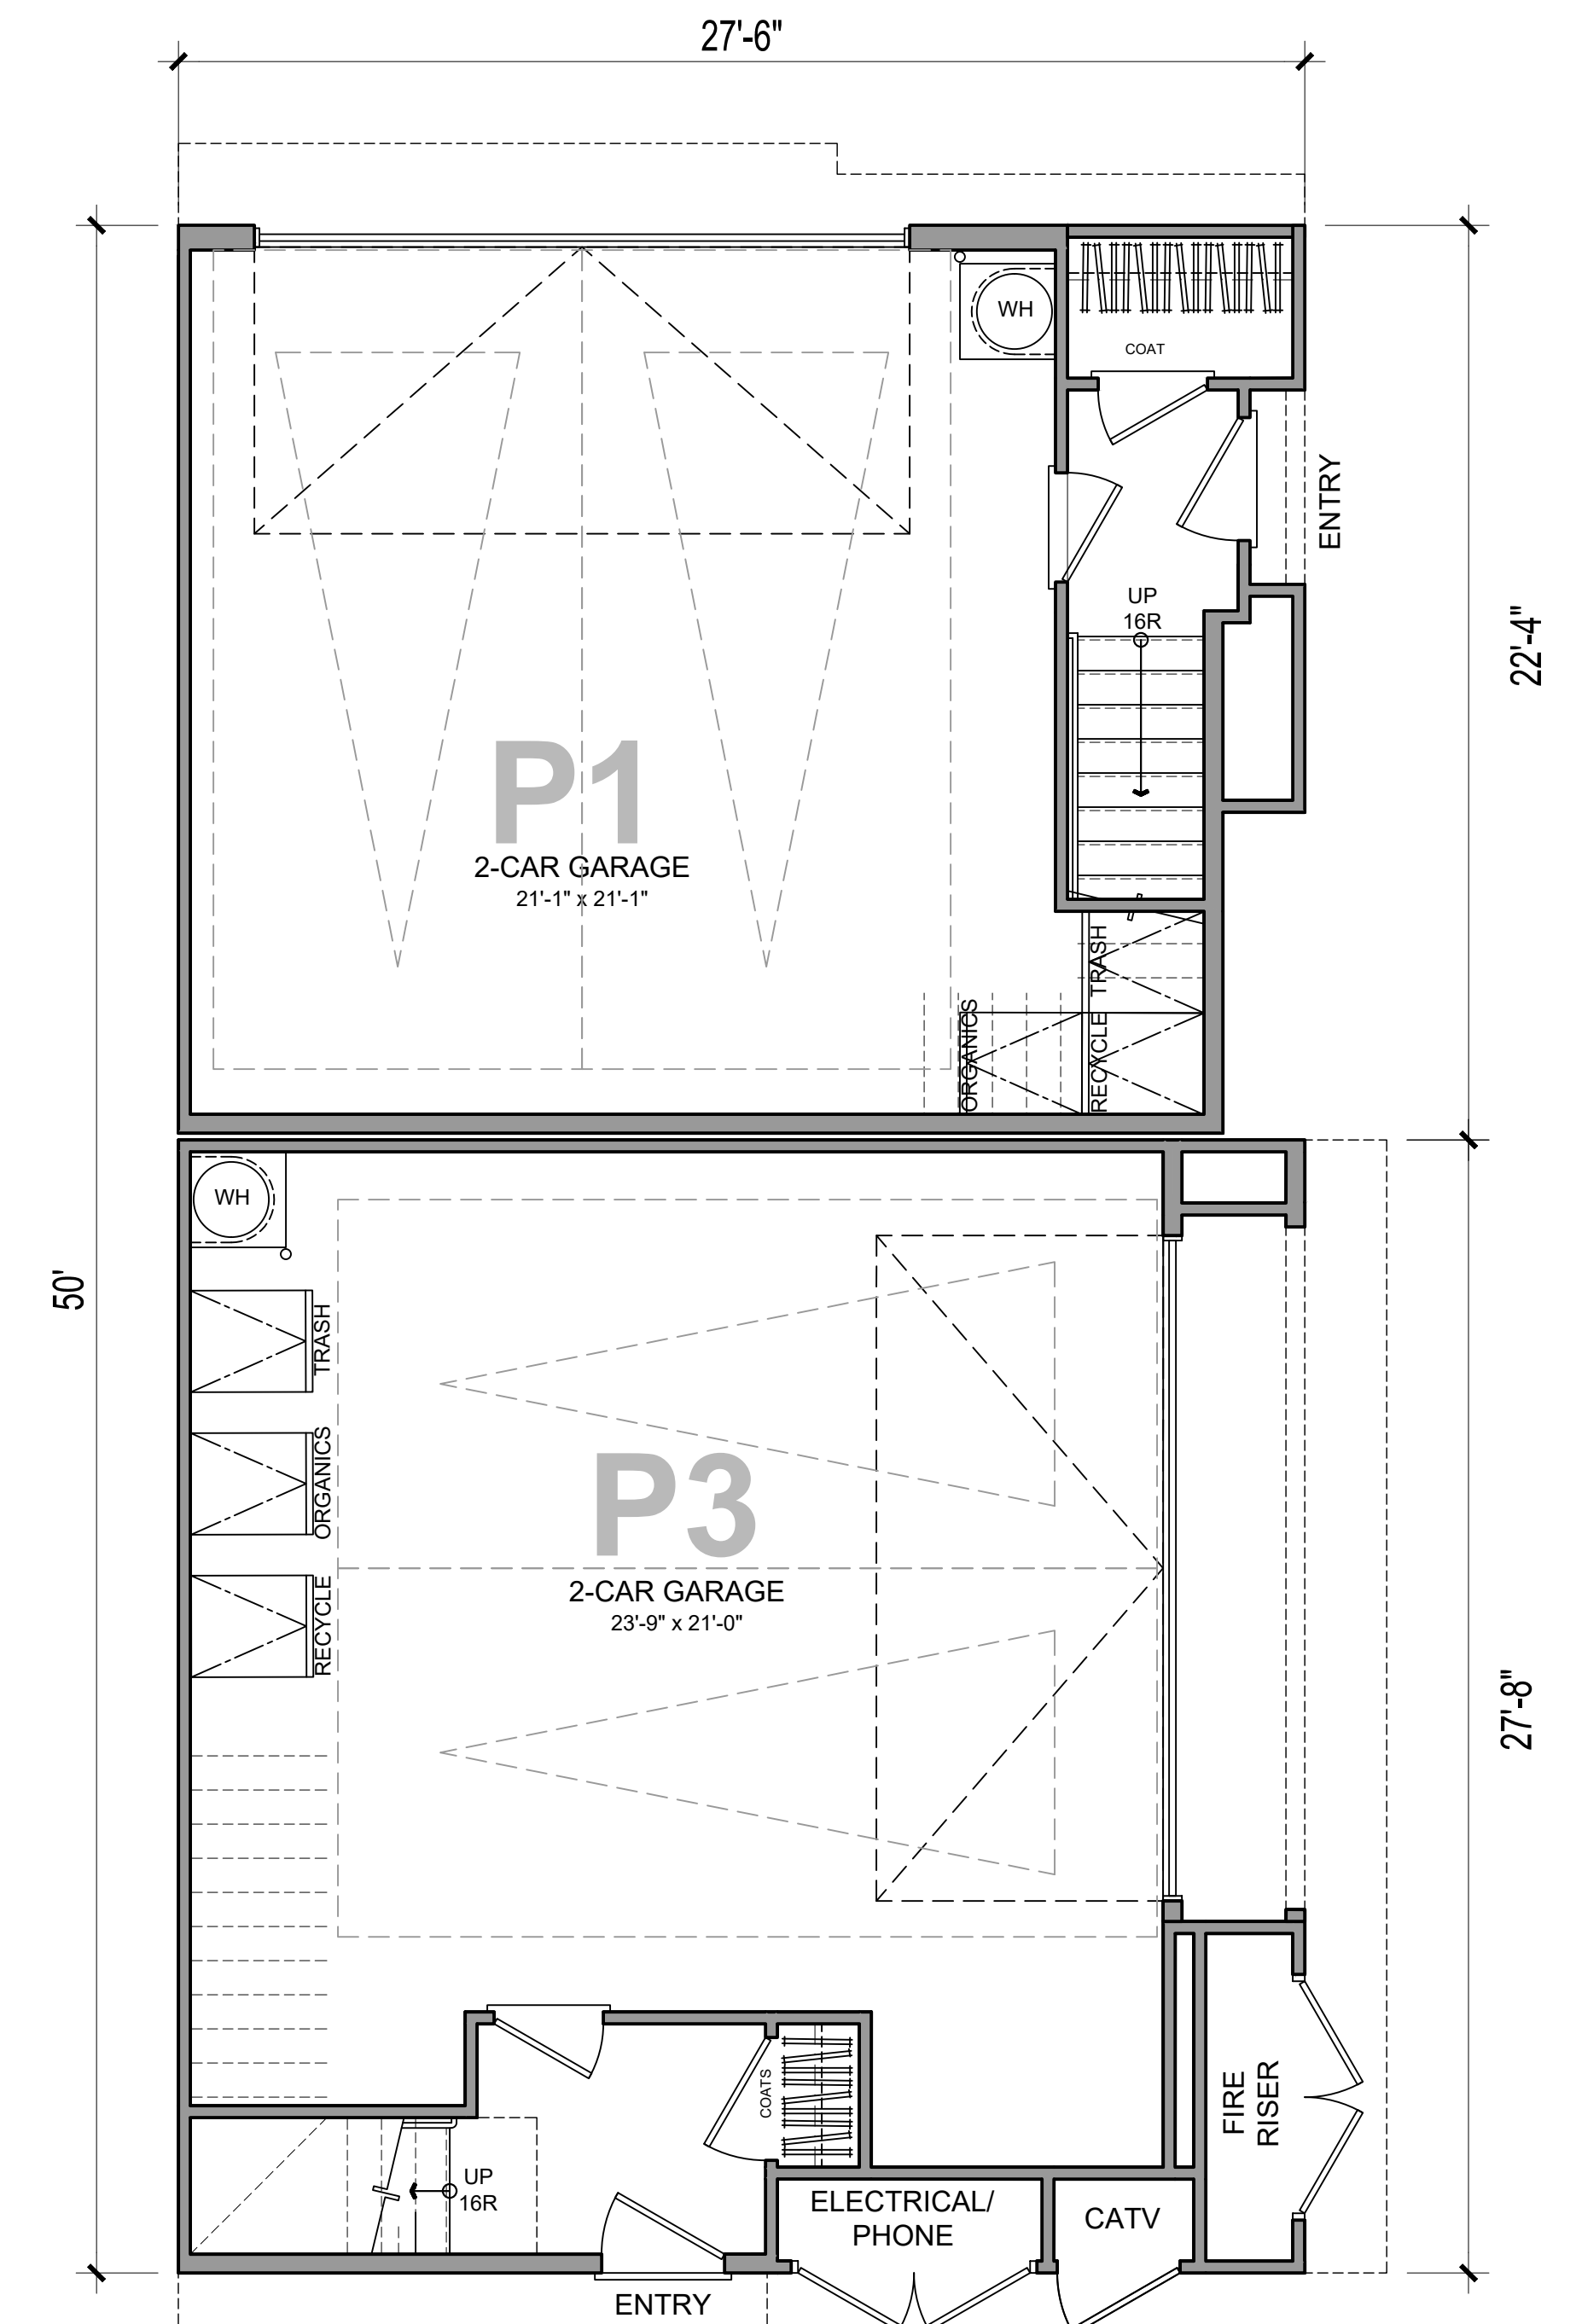 27'-6"
WH
COAT
ENTRY
UP
16R
22'-4"
P1
2-CAR GARAGE
21'-1" x 21'-1"
TRASH
ORGANICS
RECYCLE
WH
50'
TRASH
ORGANICS
RECYCLE
P3
2-CAR GARAGE
23'-9" x 21'-0"
27'-8"
COATS
FIRE
RISER
UP
16R
ELECTRICAL/
PHONE
CATV
ENTRY